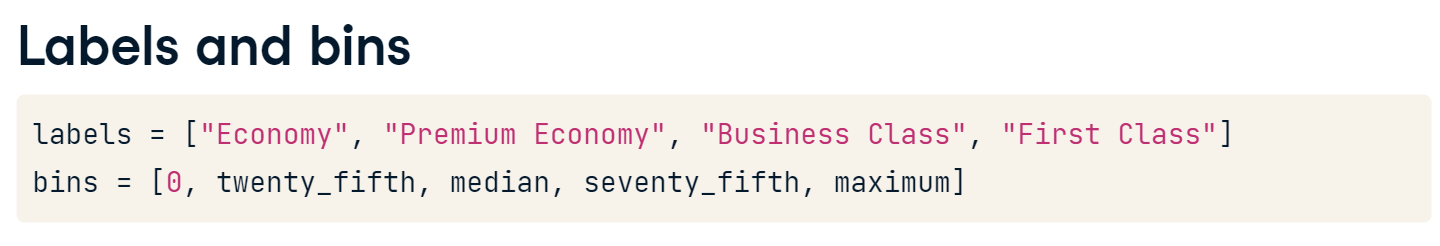 Labels and bins
labels = ["Economy", "Premium Economy", "Business Class", "First Class"]
bins = [0, twenty_fifth, median, seventy_fifth, maximum]